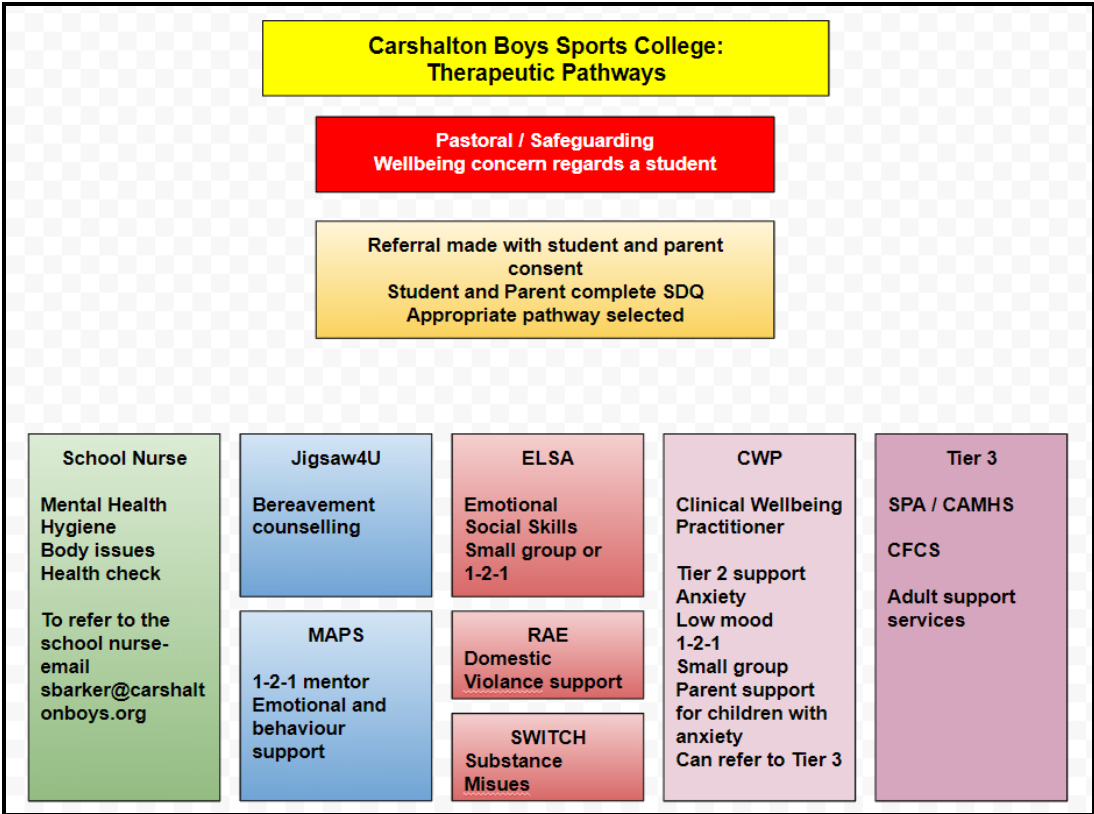 Carshalton Boys Sports College:
Therapeutic Pathways
Pastoral / Safeguarding
Wellbeing concern regards a student
Referral made with student and parent
consent
Student and Parent complete SDQ
Appropriate pathway selected
School Nurse
Mental Health
Hygiene
Body issues
Health check
To refer to the
school nurse-
email
sbarker@carshalt
onboys.org
Jigsaw4U
Bereavement
counselling
MAPS
1-2-1 mentor
Emotional and
behaviour
support
ELSA
Emotional
Social Skills
Small group or
1-2-1
RAE
Domestic
Violance support
SWITCH
Substance
Misues
CWP
Clinical Wellbeing
Practitioner
Tier 2 support
Anxiety
Low mood
1-2-1
Small group
Parent support
for children with
anxiety
Can refer to Tier 3
Tier 3
SPA / CAMHS
CFCS
Adult support
services